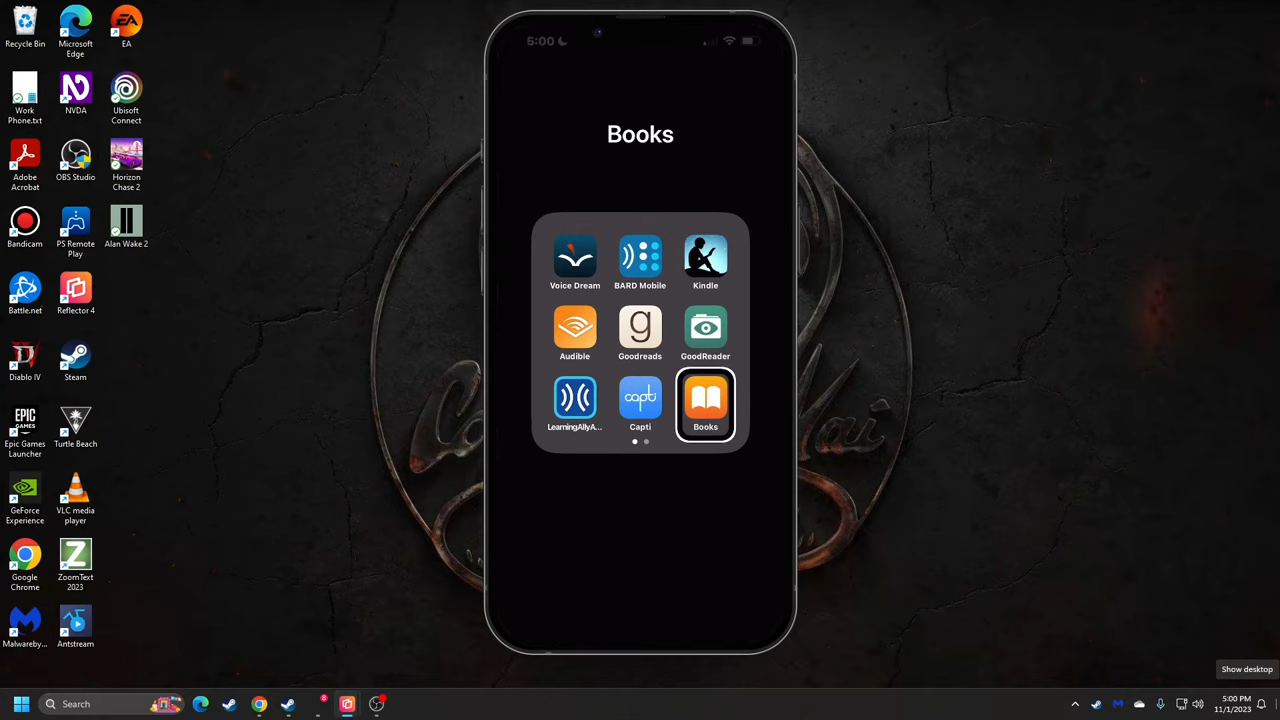 Recycle Bin
Microsoft Edge
EA
Work Phone.txt
NVDA
Ubisoft Connect
Adobe Acrobat
OBS Studio
Horizon Chase 2
Bandicam
PS Remote Play
Alan Wake 2
Battle.net
Reflector 4
Diablo IV
Steam
EPIC GAMES
Epic Games Launcher
Turtle Beach
GeForce Experience
VLC media player
Google Chrome
ZoomText 2023
Malwareby...
Antstream
5:00
Books
Voice Dream
BARD Mobile
Kindle
Audible
g
Goodreads
GoodReader
LearningAllyA...
capti
Capti
Books
Show desktop
Search
8
5:00 PM
11/1/2023